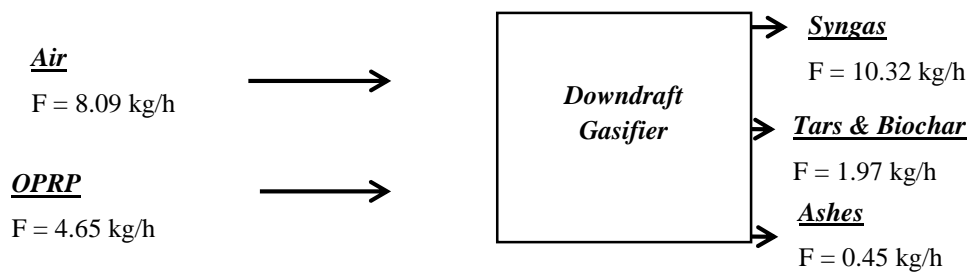 Air
F = 8.09 kg/h
OPRP
F = 4.65 kg/h
Downdraft
Gasifier
Syngas
F = 10.32 kg/h
Tars & Biochar
F = 1.97 kg/h
Ashes
F = 0.45 kg/h